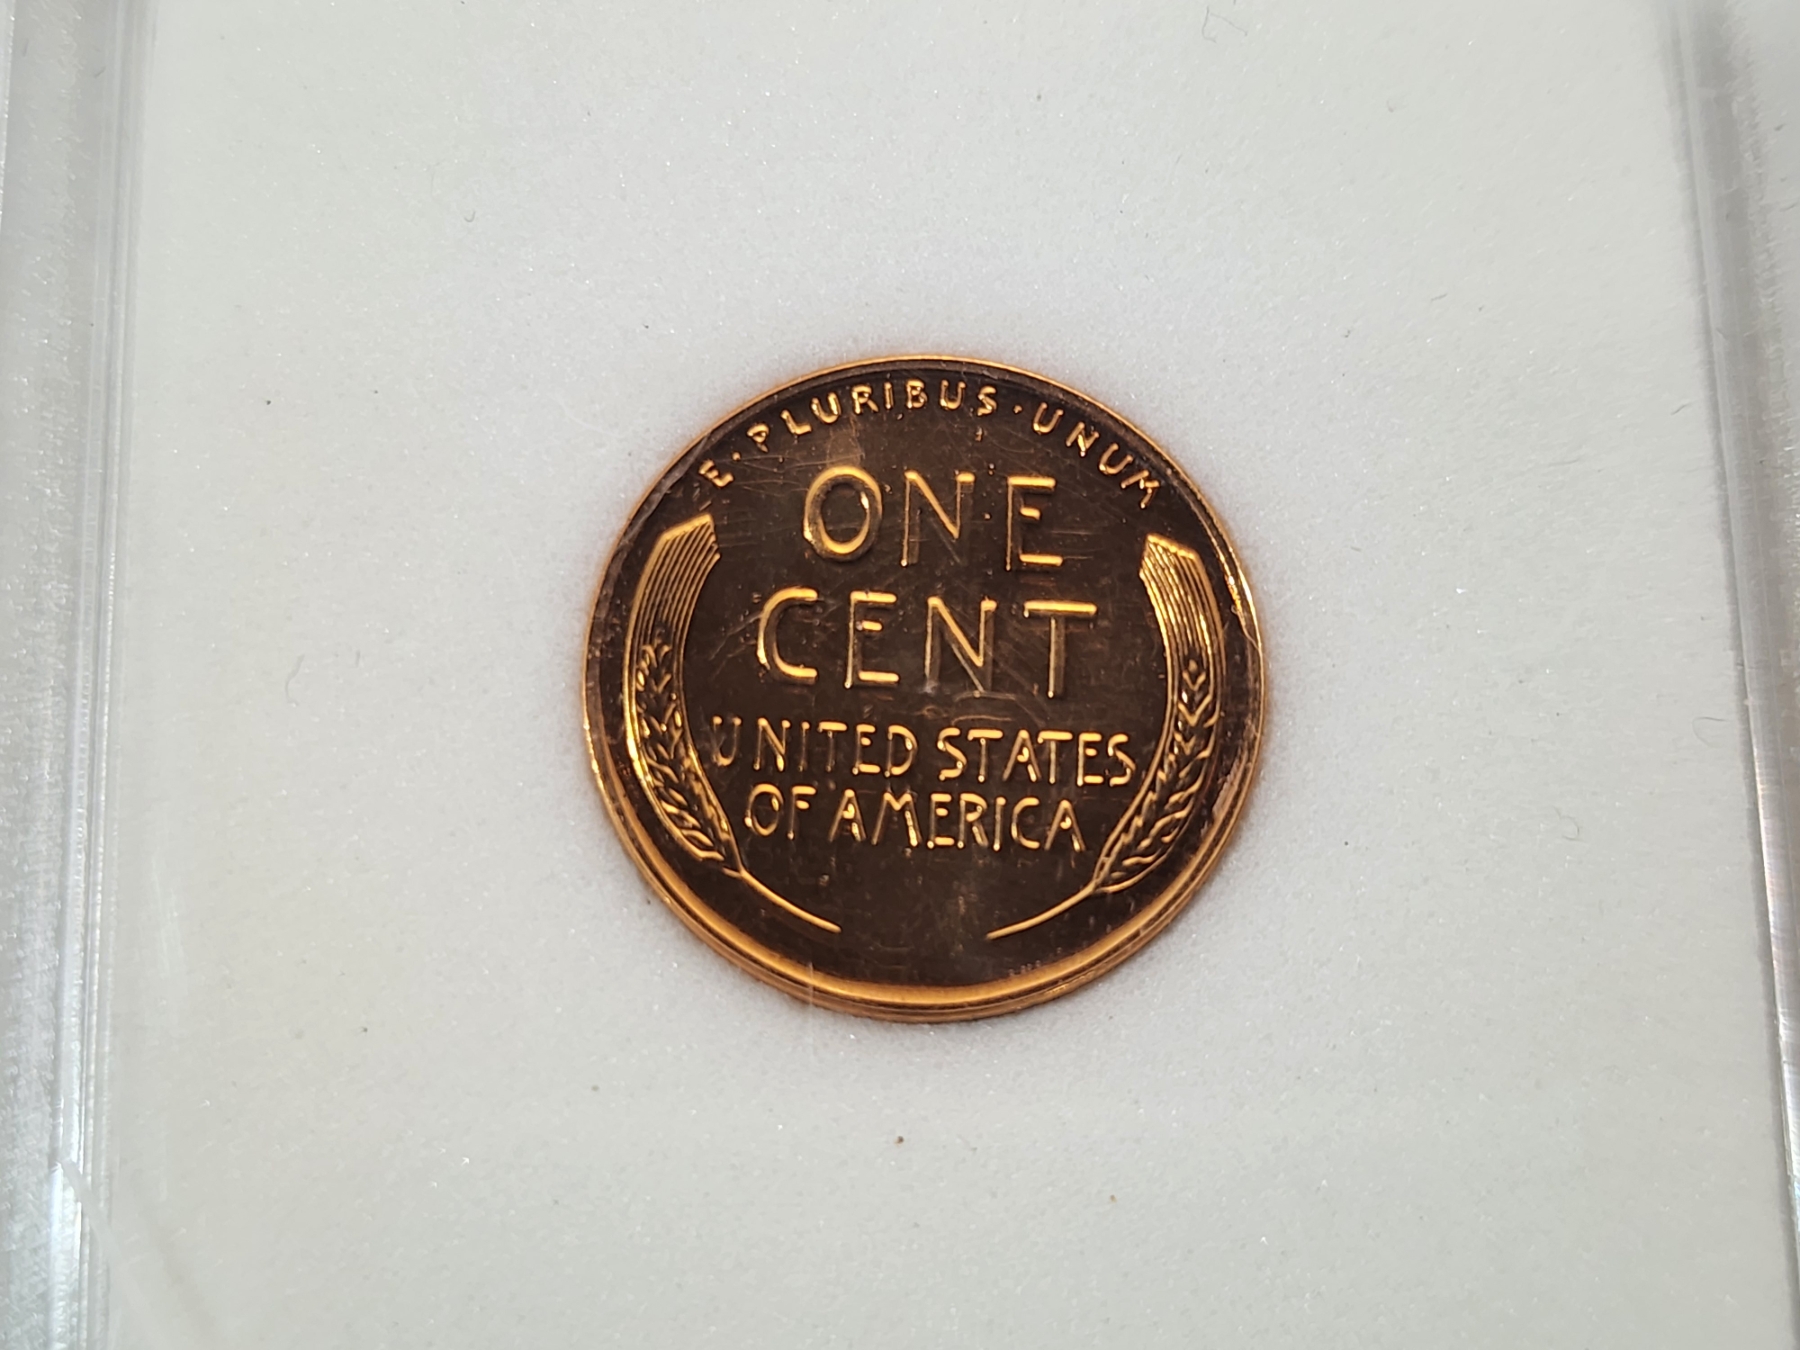 E·PLURIBUS·UNUM
ONE
CENT
UNITED STATES
OF AMERICA